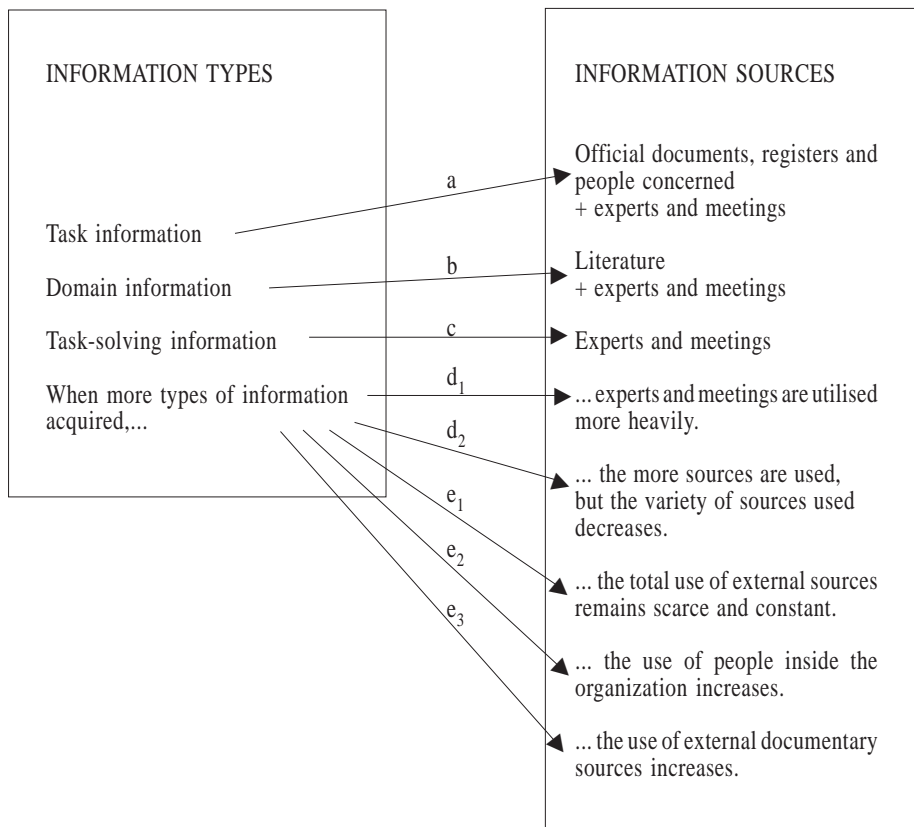 INFORMATION TYPES
Task information
Domain information
Task-solving information
When more types of information
acquired,...
a
b
c
d1
d2
e1
e2
e3
INFORMATION SOURCES
Official documents, registers and
people concerned
+ experts and meetings
Literature
+ experts and meetings
Experts and meetings
... experts and meetings are utilised
more heavily.
... the more sources are used,
but the variety of sources used
decreases.
... the total use of external sources
remains scarce and constant.
... the use of people inside the
organization increases.
... the use of external documentary
sources increases.